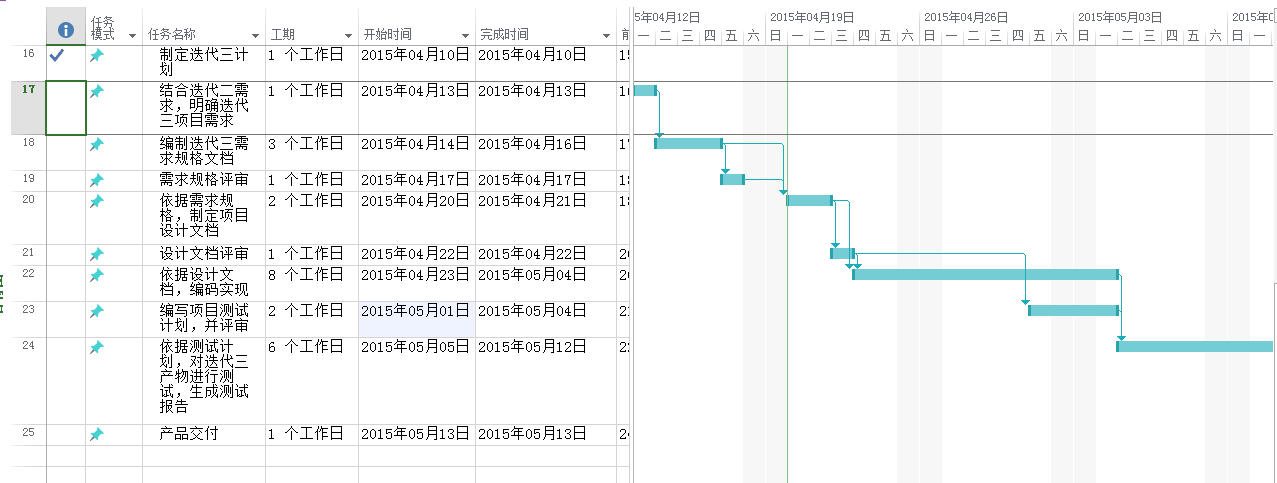 任务
模式 任务名称 工期 开始时间 完成时间 前
5年04月12日 2015年04月19日 2015年04月26日 2015年05月03日 2015年0
一 二 三 四 五 六 日 一 二 三 四 五 六 日 一 二 三 四 五 六 日 一 二 三 四 五 六 日 一
16 制定迭代三计 1 个工作日 2015年04月10日 2015年04月10日 15
划
17 结合迭代二需 1 个工作日 2015年04月13日 2015年04月13日 16
求，明确迭代
三项目需求
18 编制迭代三需 3 个工作日 2015年04月14日 2015年04月16日 17
求规格文档
19 需求规格评审 1 个工作日 2015年04月17日 2015年04月17日 18
20 依据需求规 2 个工作日 2015年04月20日 2015年04月21日 18
格，制定项目
设计文档
21 设计文档评审 1 个工作日 2015年04月22日 2015年04月22日 20
22 依据设计文 8 个工作日 2015年04月23日 2015年05月04日 20
档，编码实现
23 编写项目测试 2 个工作日 2015年05月01日 2015年05月04日 21
计划，并评审
24 依据测试计 6 个工作日 2015年05月05日 2015年05月12日 22
划，对迭代三
产物进行测
试，生成测试
报告
25 产品交付 1 个工作日 2015年05月13日 2015年05月13日 24